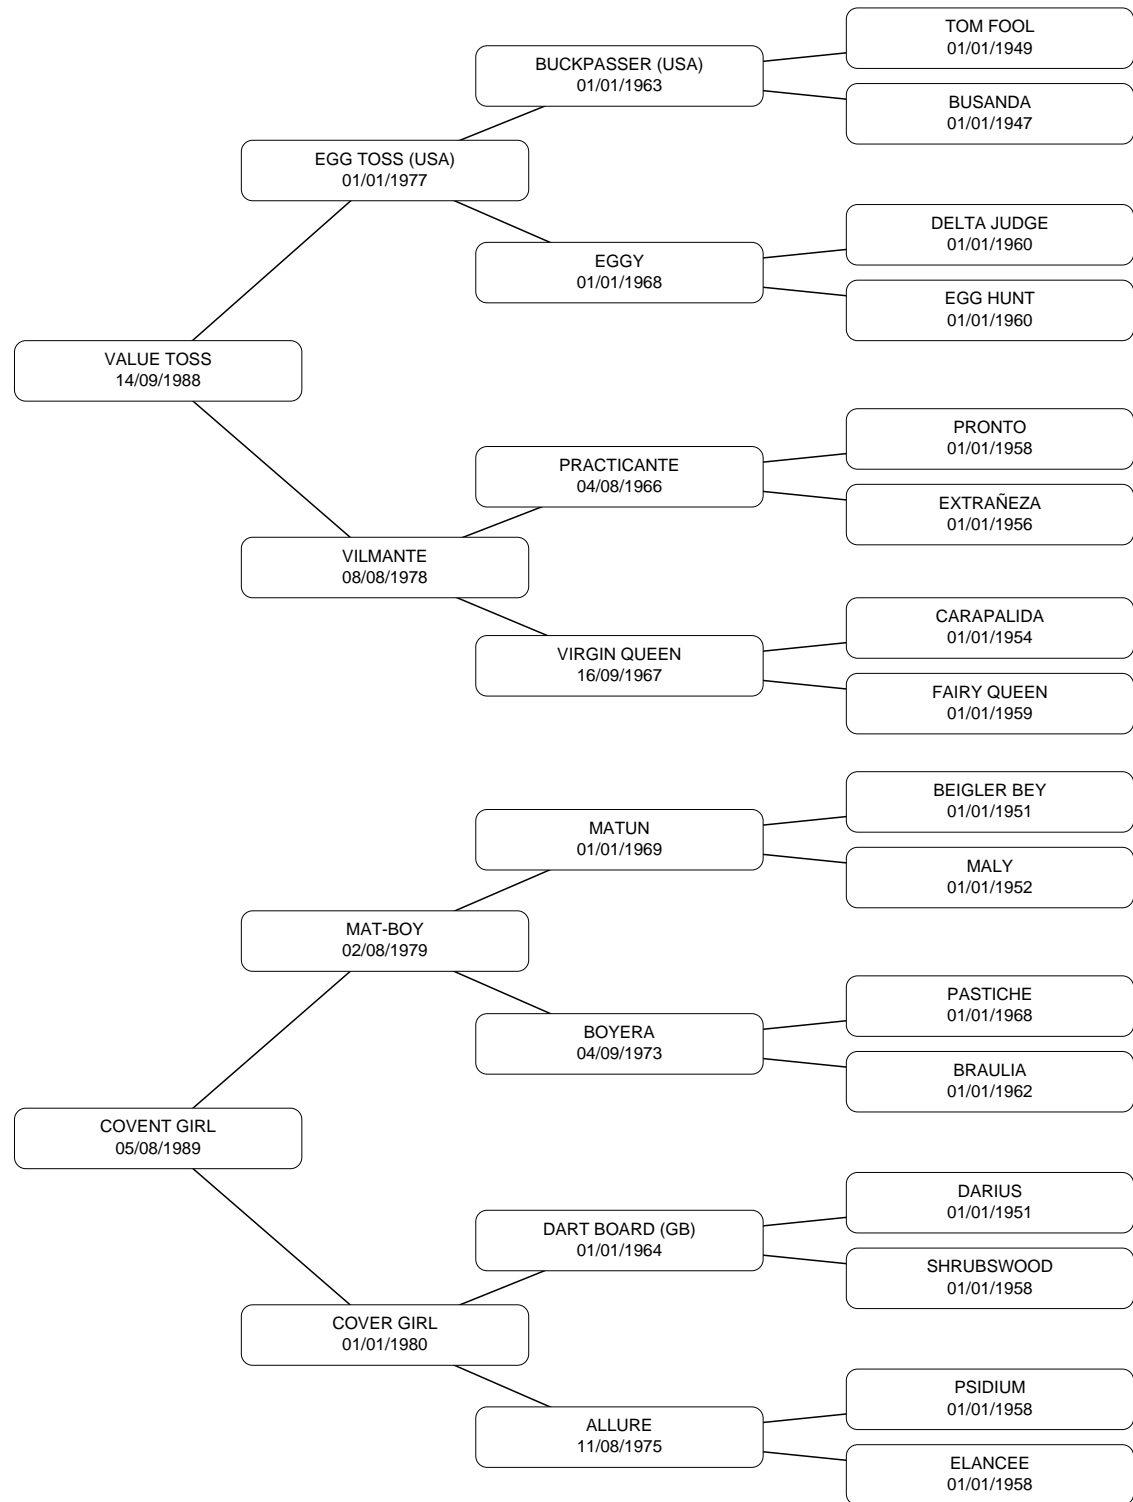 TOM FOOL
01/01/1949
BUCKPASSER (USA)
01/01/1963
BUSANDA
01/01/1947
EGG TOSS (USA)
01/01/1977
DELTA JUDGE
01/01/1960
EGGY
01/01/1968
EGG HUNT
01/01/1960
VALUE TOSS
14/09/1988
PRONTO
01/01/1958
PRACTICANTE
04/08/1966
EXTRAÑEZA
01/01/1956
VILMANTE
08/08/1978
CARAPALIDA
01/01/1954
VIRGIN QUEEN
16/09/1967
FAIRY QUEEN
01/01/1959
BEIGLER BEY
01/01/1951
MATUN
01/01/1969
MALY
01/01/1952
MAT-BOY
02/08/1979
PASTICHE
01/01/1968
BOYERA
04/09/1973
BRAULIA
01/01/1962
COVENT GIRL
05/08/1989
DARIUS
01/01/1951
DART BOARD (GB)
01/01/1964
SHRUBSWOOD
01/01/1958
COVER GIRL
01/01/1980
PSIDIUM
01/01/1958
ALLURE
11/08/1975
ELANCEE
01/01/1958